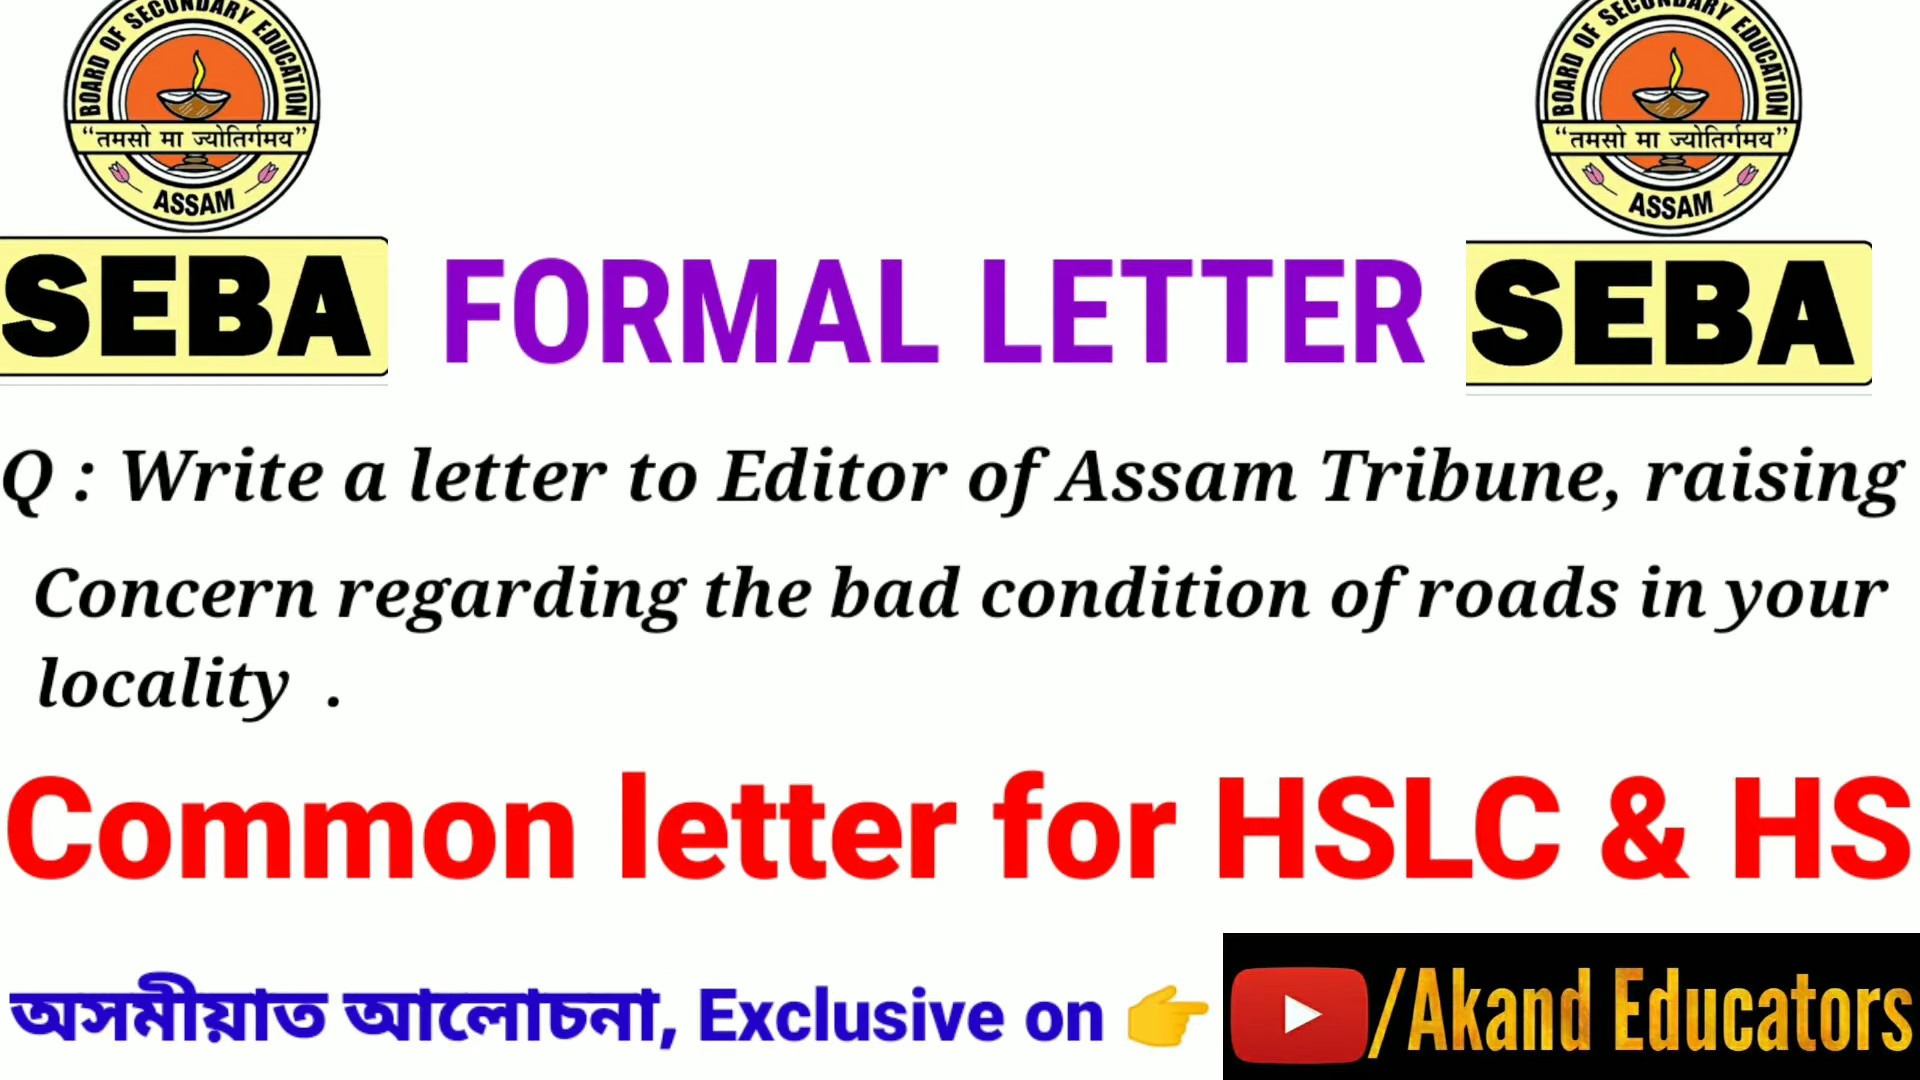 BOARD OF SECONDARY EDUCATION
“तमसो मा ज्योतिर्गमय”
ASSAM
BOARD OF SECONDARY EDUCATION
“तमसो मा ज्योतिर्गमय”
ASSAM
SEBA FORMAL LETTER SEBA
Q : Write a letter to Editor of Assam Tribune, raising
Concern regarding the bad condition of roads in your
locality .
Common letter for HSLC & HS
অসমীয়াত আলোচনা, Exclusive on 👉 /Akand Educators